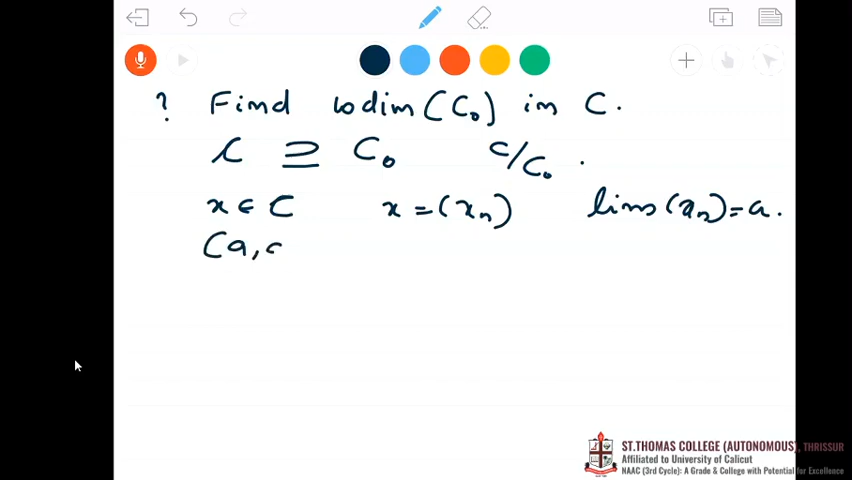 ? Find codim (C₀) in C.
C ⊇ C₀ C/C₀ .
x ∈ C x = (xₙ) lim (xₙ) = a.
(a, a
ST.THOMAS COLLEGE (AUTONOMOUS), THRISSUR
Affiliated to University of Calicut
NAAC (3rd Cycle): A Grade & College with Potential for Excellence